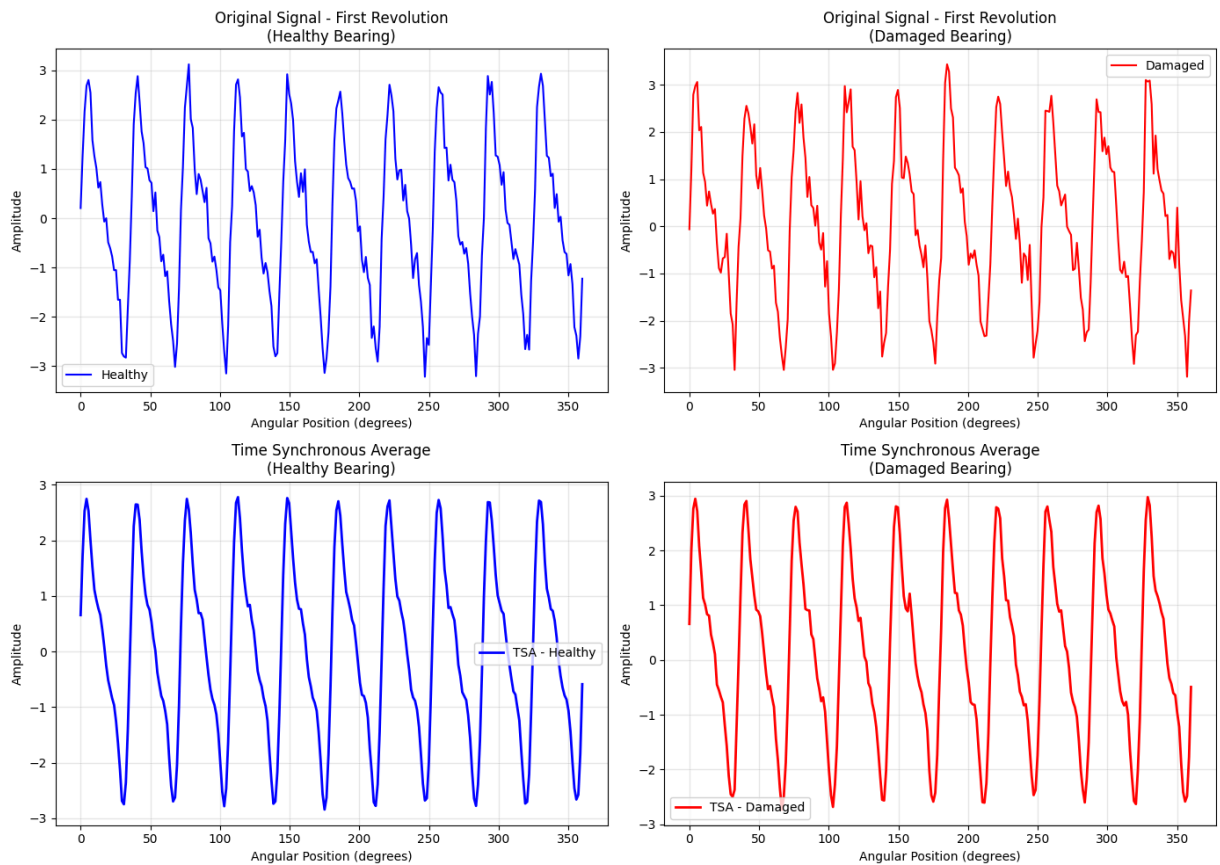 Original Signal - First Revolution
(Healthy Bearing)
3
2
1
0
−1
−2
−3
Amplitude
Healthy
0 50 100 150 200 250 300 350
Angular Position (degrees)
Original Signal - First Revolution
(Damaged Bearing)
Damaged
3
2
1
0
−1
−2
−3
Amplitude
0 50 100 150 200 250 300 350
Angular Position (degrees)
Time Synchronous Average
(Healthy Bearing)
3
2
1
0
−1
−2
−3
Amplitude
TSA - Healthy
0 50 100 150 200 250 300 350
Angular Position (degrees)
Time Synchronous Average
(Damaged Bearing)
3
2
1
0
−1
−2
−3
Amplitude
TSA - Damaged
0 50 100 150 200 250 300 350
Angular Position (degrees)